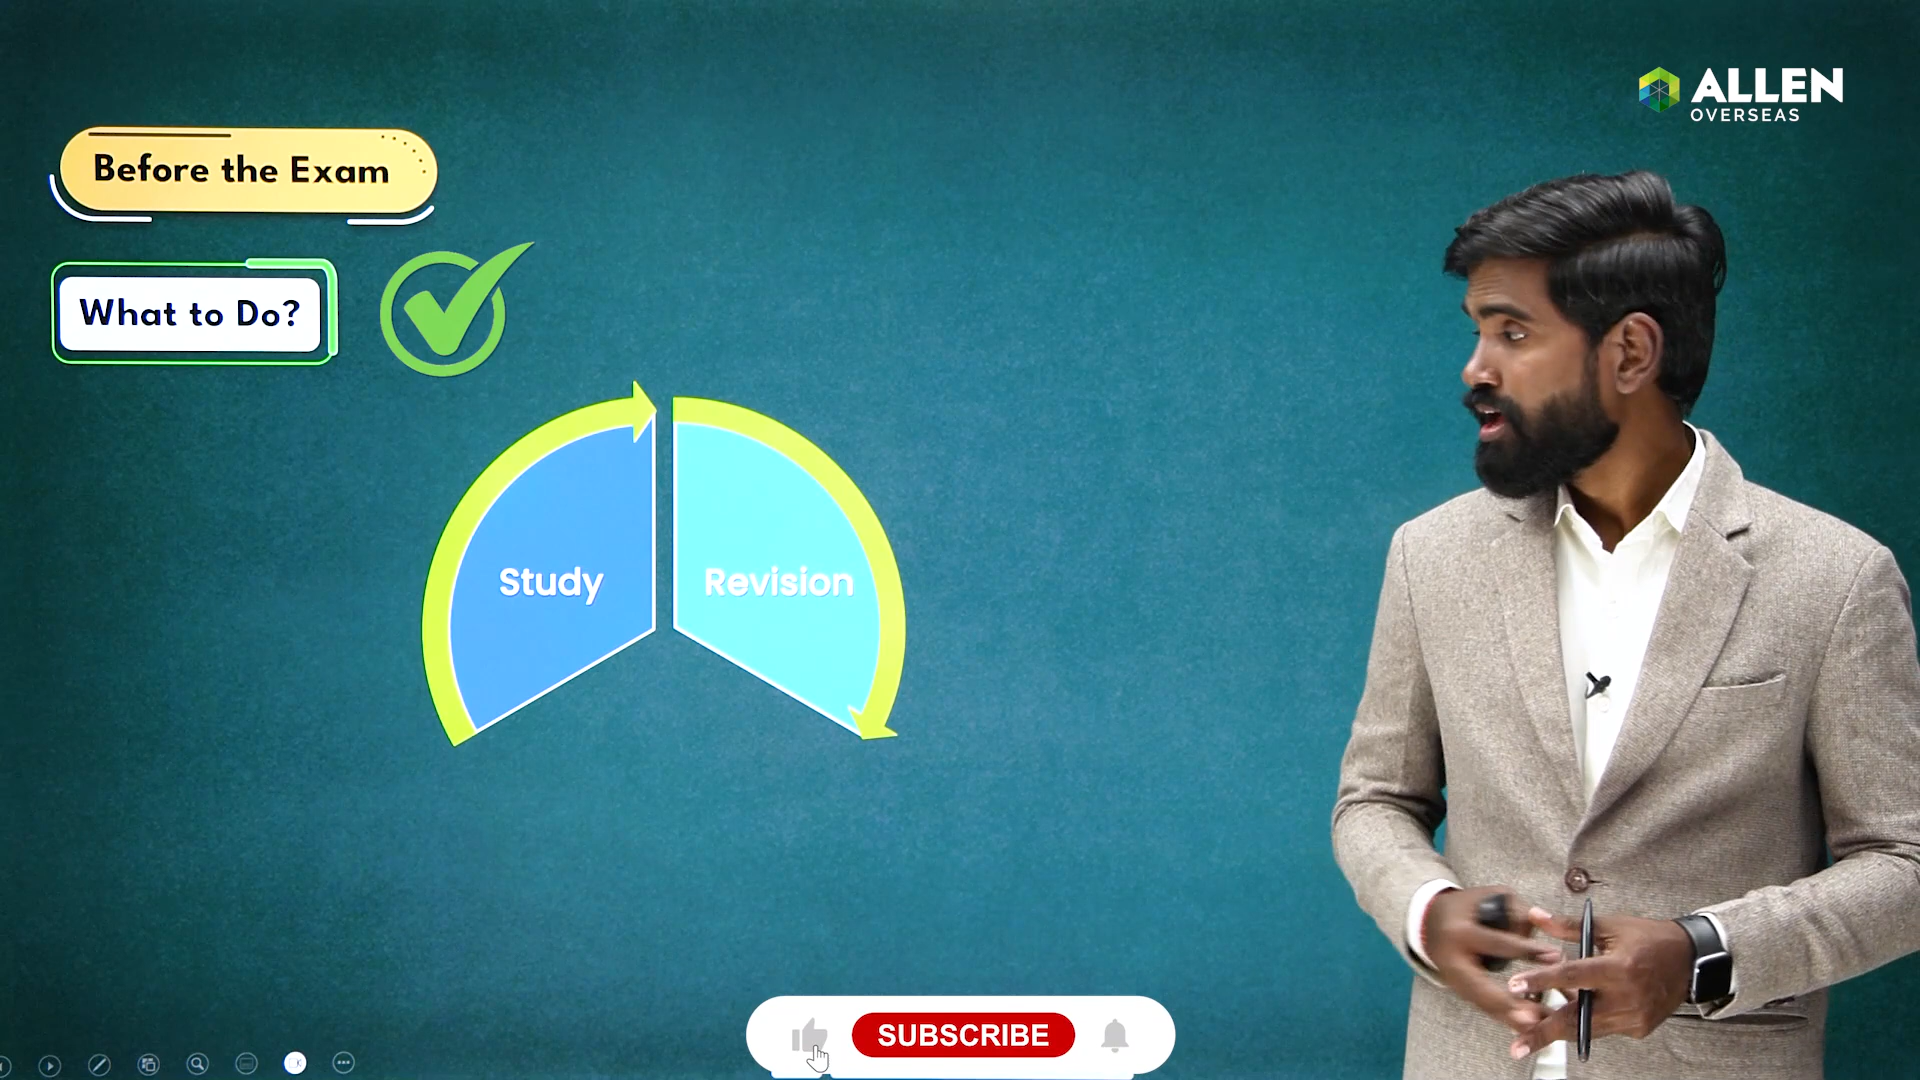 ALLEN
OVERSEAS
Before the Exam
What to Do?
Study
Revision
SUBSCRIBE